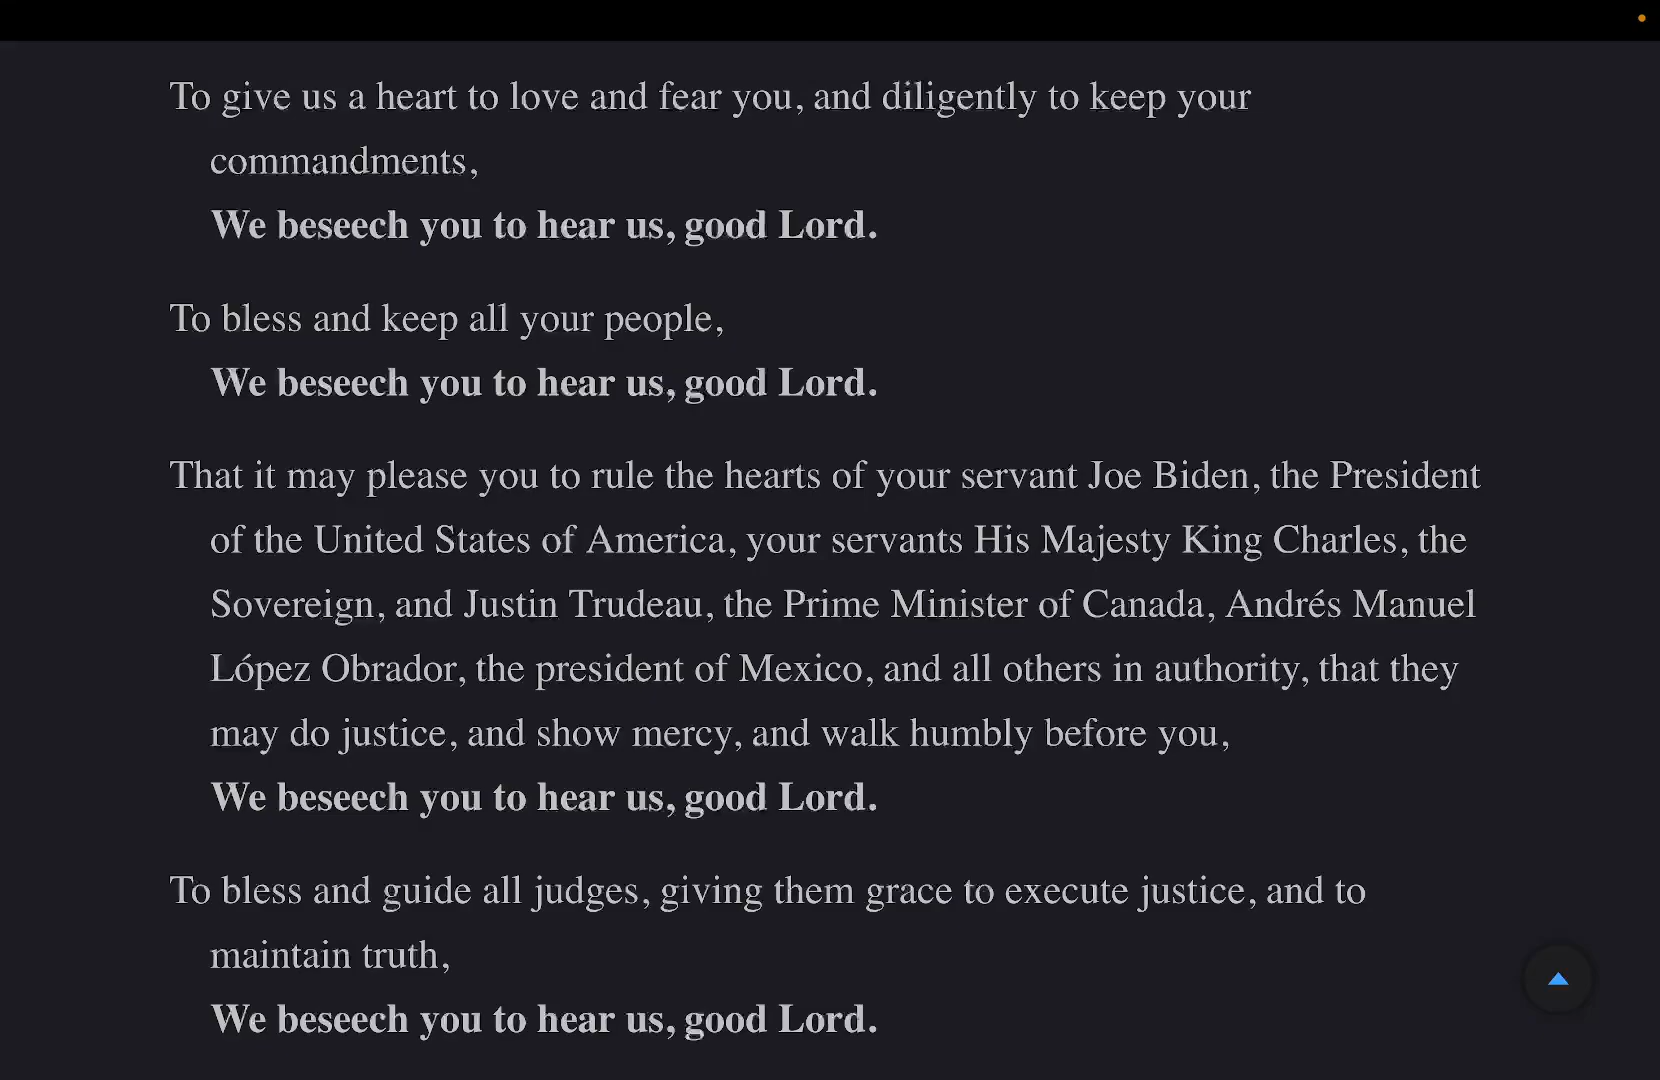 To give us a heart to love and fear you, and diligently to keep your
commandments,
We beseech you to hear us, good Lord.
To bless and keep all your people,
We beseech you to hear us, good Lord.
That it may please you to rule the hearts of your servant Joe Biden, the President
of the United States of America, your servants His Majesty King Charles, the
Sovereign, and Justin Trudeau, the Prime Minister of Canada, Andrés Manuel
López Obrador, the president of Mexico, and all others in authority, that they
may do justice, and show mercy, and walk humbly before you,
We beseech you to hear us, good Lord.
To bless and guide all judges, giving them grace to execute justice, and to
maintain truth,
We beseech you to hear us, good Lord.